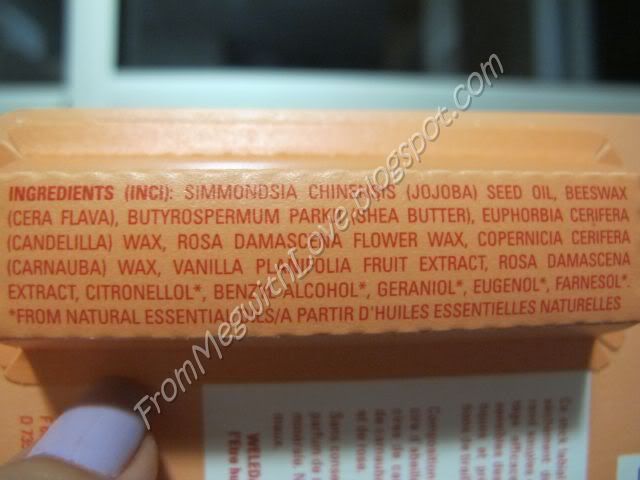 INGREDIENTS (INCI): SIMMONDSIA CHINENSIS (JOJOBA) SEED OIL, BEESWAX
(CERA FLAVA), BUTYROSPERMUM PARKII (SHEA BUTTER), EUPHORBIA CERIFERA
(CANDELILLA) WAX, ROSA DAMASCENA FLOWER WAX, COPERNICIA CERIFERA
(CARNAUBA) WAX, VANILLA PLANIFOLIA FRUIT EXTRACT, ROSA DAMASCENA
EXTRACT, CITRONELLOL*, BENZYL ALCOHOL*, GERANIOL*, EUGENOL*, FARNESOL*.
*FROM NATURAL ESSENTIAL OILS/A PARTIR D'HUILES ESSENTIELLES NATURELLES
FromMegwithLove.blogspot.com
WELED